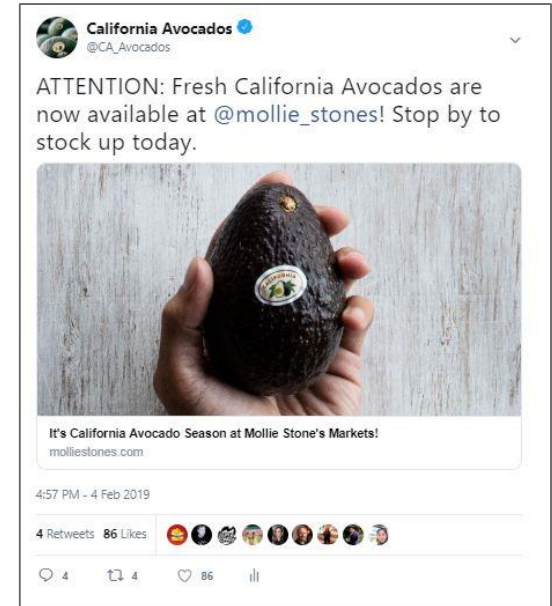 California Avocados
@CA_Avocados
ATTENTION: Fresh California Avocados are
now available at @mollie_stones! Stop by to
stock up today.
CALIFORNIA
It's California Avocado Season at Mollie Stone's Markets!
molliestones.com
4:57 PM - 4 Feb 2019
4 Retweets 86 Likes
4 4 86